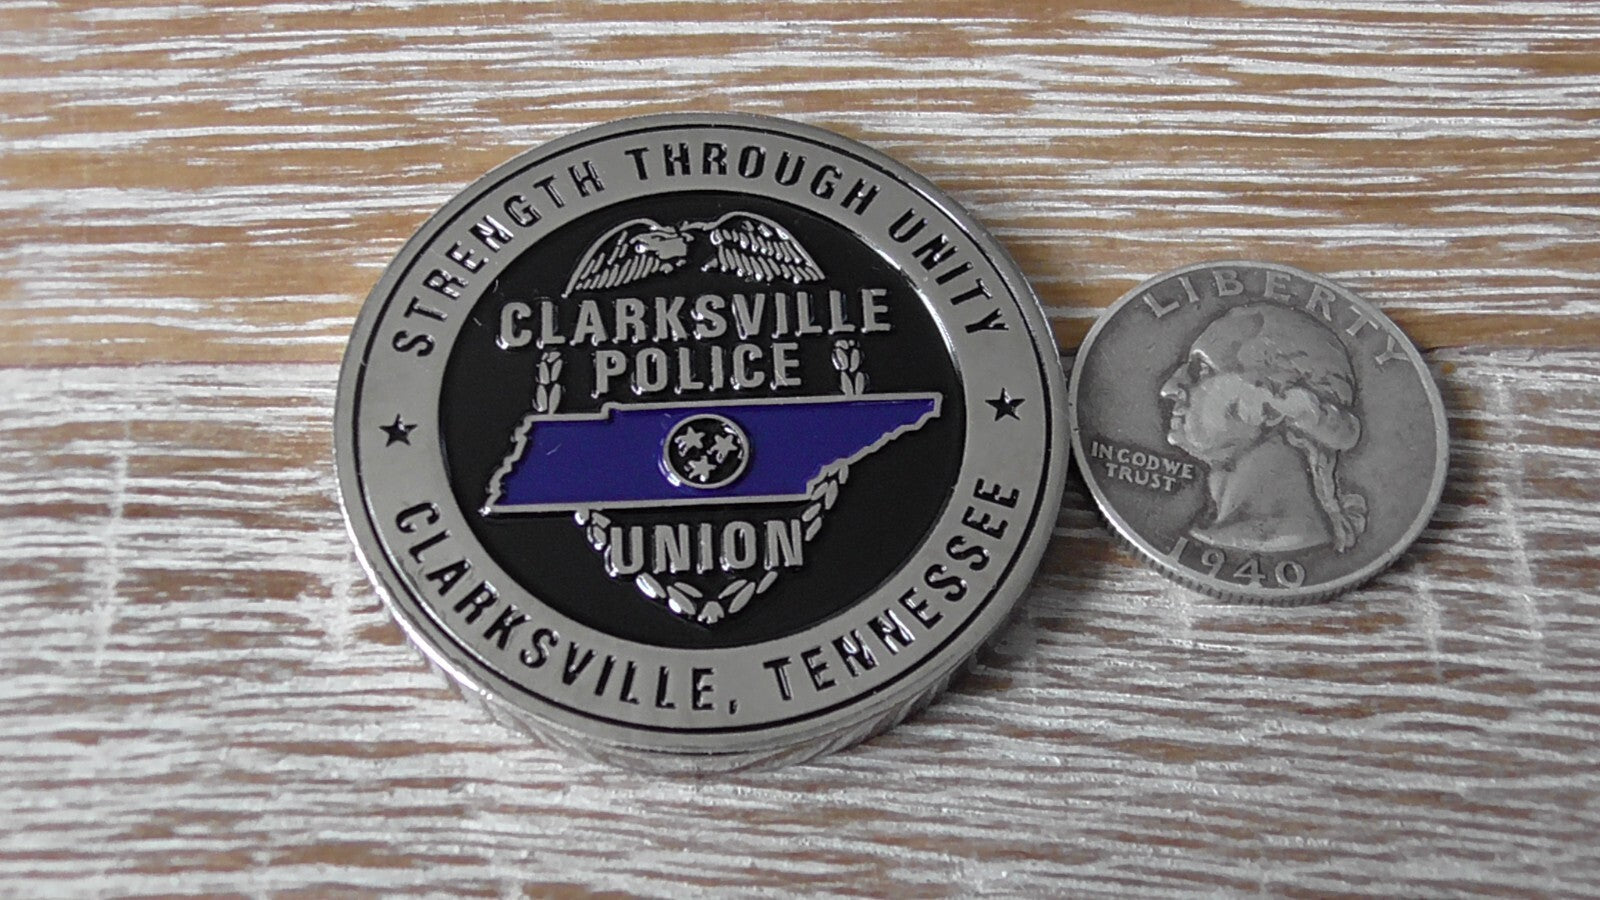 STRENGTH THROUGH UNITY
CLARKSVILLE
POLICE
UNION
CLARKSVILLE, TENNESSEE
LIBERTY
IN GOD WE
TRUST
1940